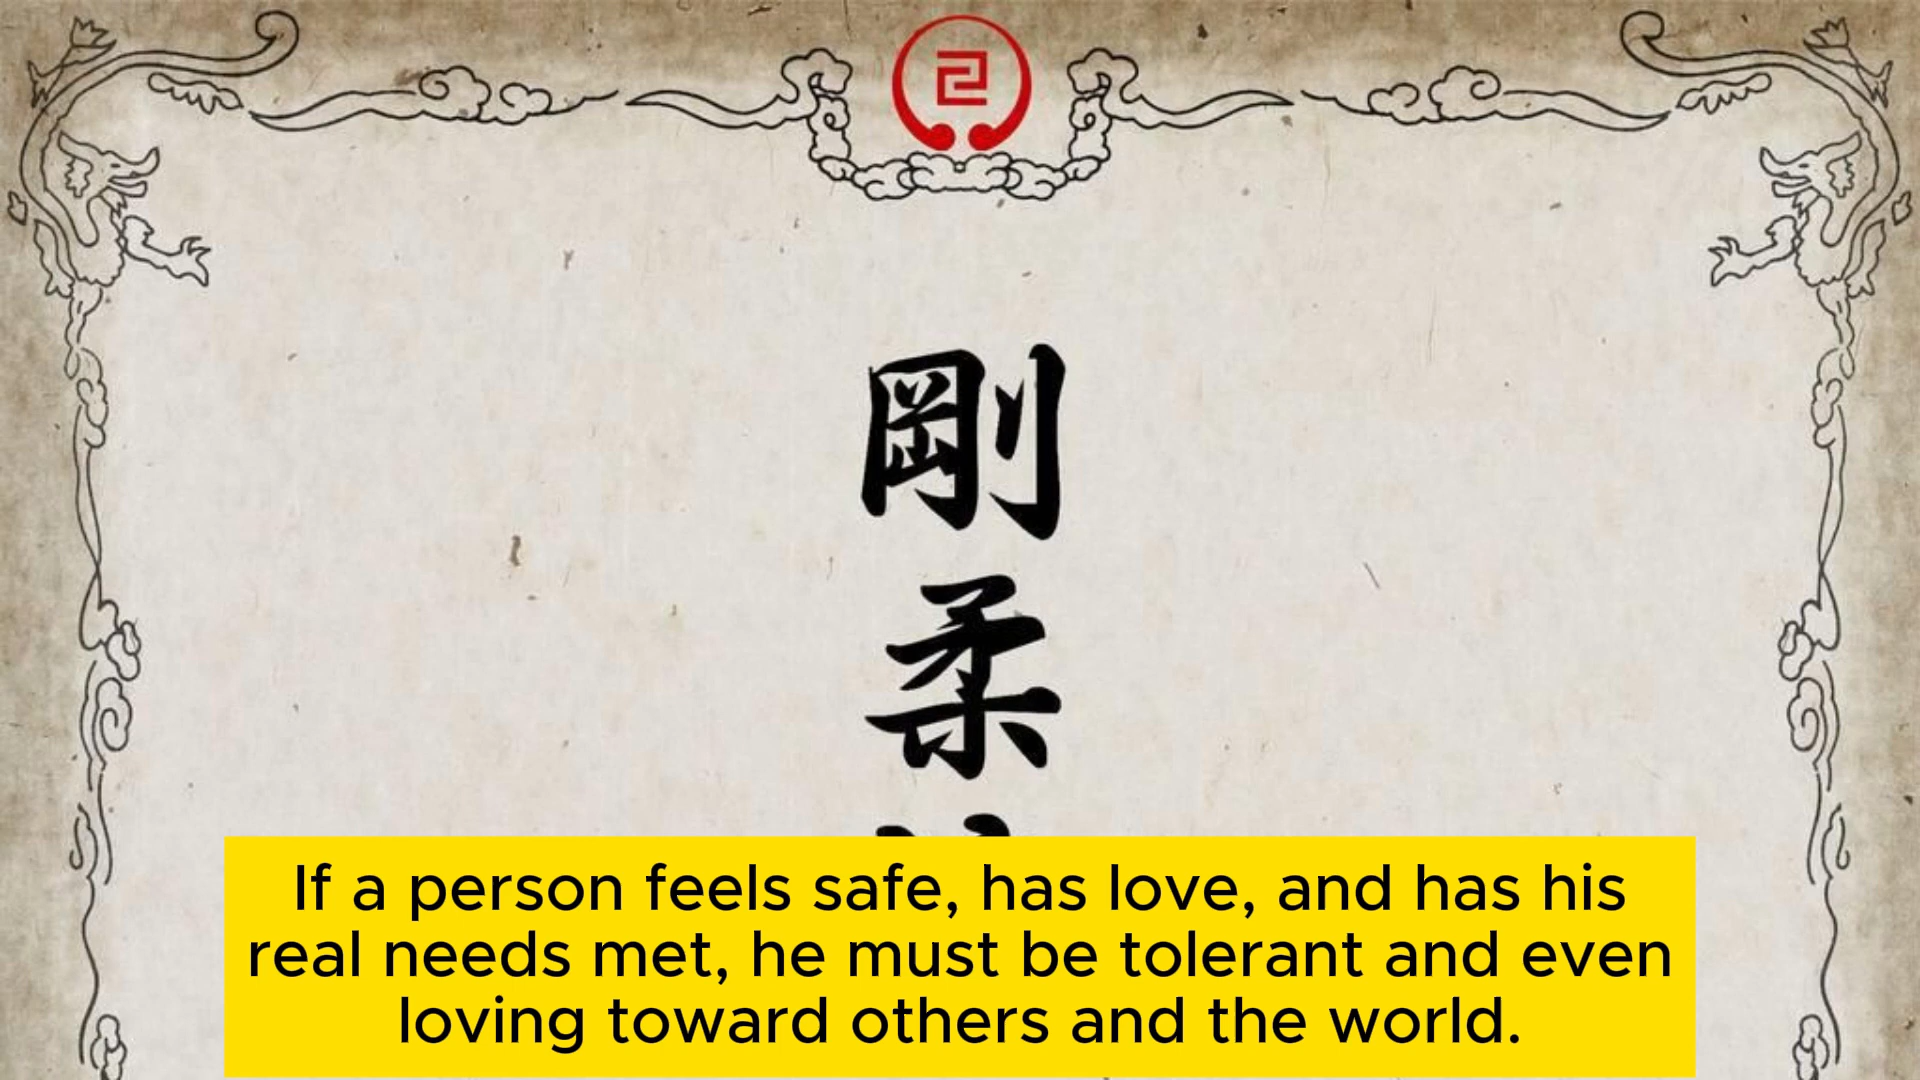 剛
柔
If a person feels safe, has love, and has his
real needs met, he must be tolerant and even
loving toward others and the world.